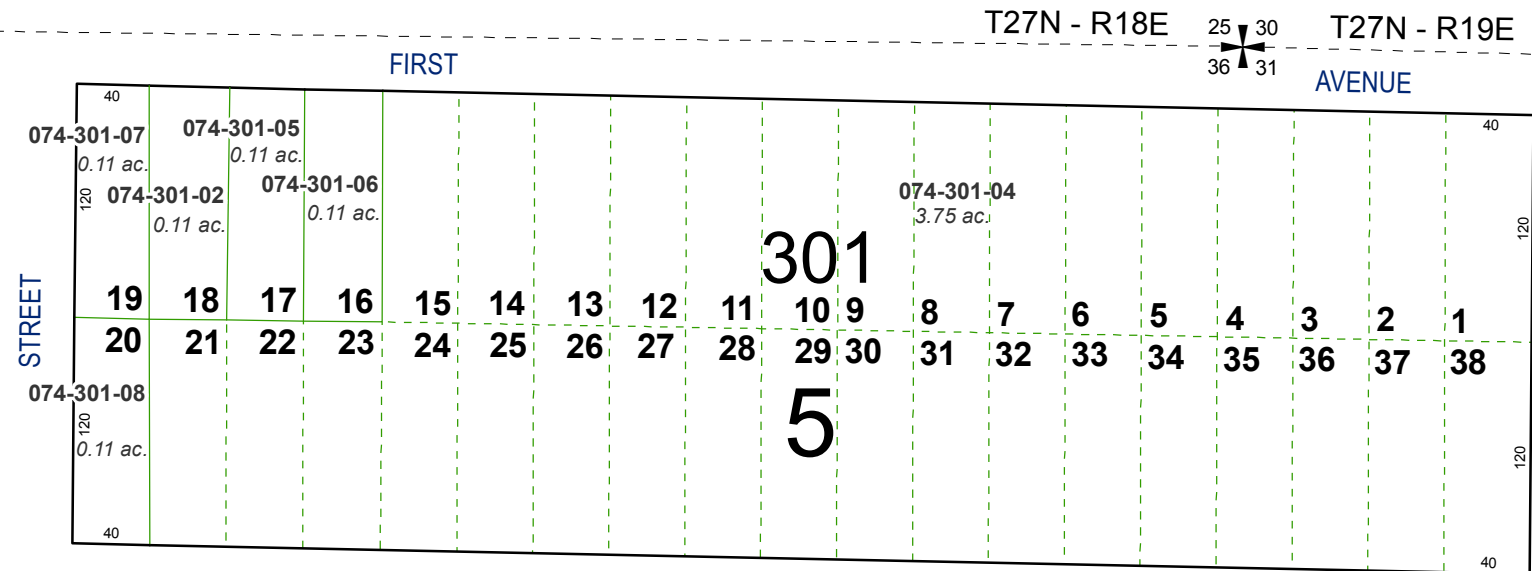 T27N - R18E
25 30
T27N - R19E
36 31
FIRST
AVENUE
40
40
074-301-07
0.11 ac.
074-301-05
0.11 ac.
074-301-02
0.11 ac.
074-301-06
0.11 ac.
074-301-04
3.75 ac.
120
120
301
19 18 17 16 15 14 13 12 11 10 9 8 7 6 5 4 3 2 1
20 21 22 23 24 25 26 27 28 29 30 31 32 33 34 35 36 37 38
STREET
074-301-08
0.11 ac.
120
5
120
40
40